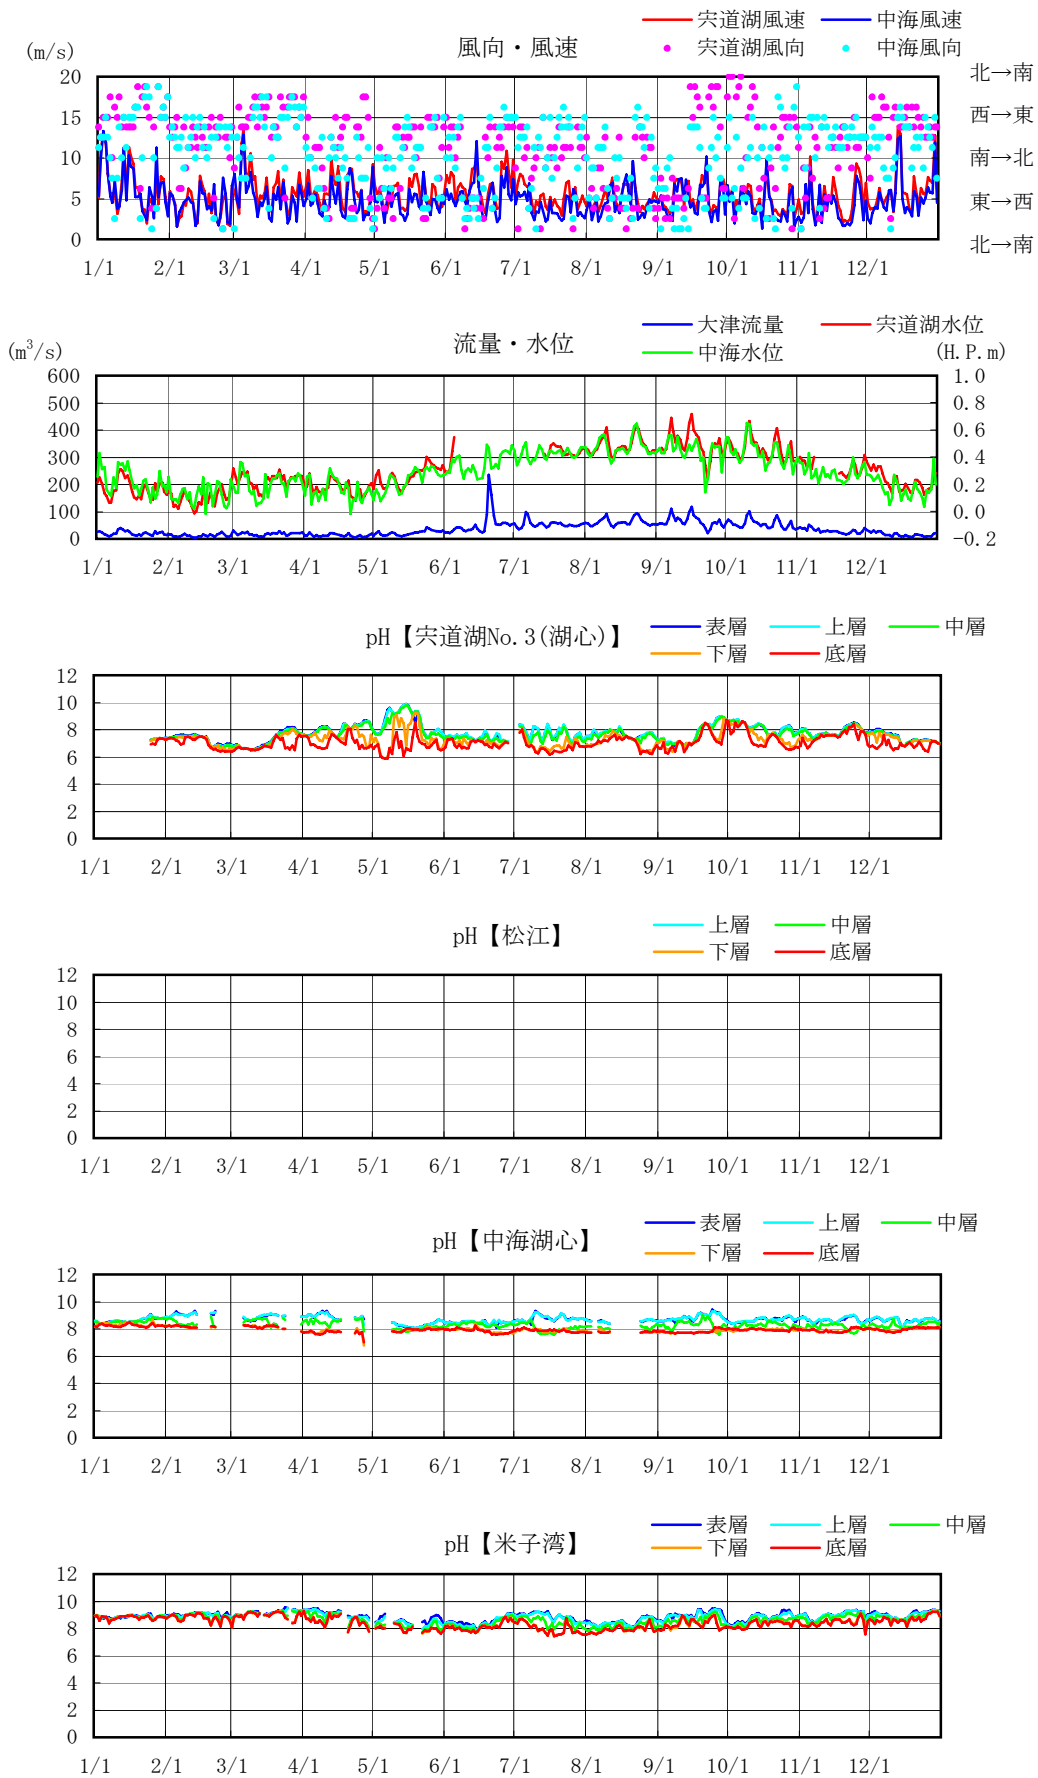 宍道湖風速 中海風速
(m/s) 風向・風速 宍道湖風向 中海風向
20 北→南
15 西→東
10 南→北
5 東→西
0 北→南
1/1 2/1 3/1 4/1 5/1 6/1 7/1 8/1 9/1 10/1 11/1 12/1
大津流量 宍道湖水位
(m³/s) 流量・水位 中海水位 (H.P.m)
600 1.0
500 0.8
400 0.6
300 0.4
200 0.2
100 0.0
0 -0.2
1/1 2/1 3/1 4/1 5/1 6/1 7/1 8/1 9/1 10/1 11/1 12/1
pH【宍道湖No.3(湖心)】 表層 上層 中層
下層 底層
12
10
8
6
4
2
0
1/1 2/1 3/1 4/1 5/1 6/1 7/1 8/1 9/1 10/1 11/1 12/1
pH【松江】 上層 中層
下層 底層
12
10
8
6
4
2
0
1/1 2/1 3/1 4/1 5/1 6/1 7/1 8/1 9/1 10/1 11/1 12/1
pH【中海湖心】 表層 上層 中層
下層 底層
12
10
8
6
4
2
0
1/1 2/1 3/1 4/1 5/1 6/1 7/1 8/1 9/1 10/1 11/1 12/1
pH【米子湾】 表層 上層 中層
下層 底層
12
10
8
6
4
2
0
1/1 2/1 3/1 4/1 5/1 6/1 7/1 8/1 9/1 10/1 11/1 12/1